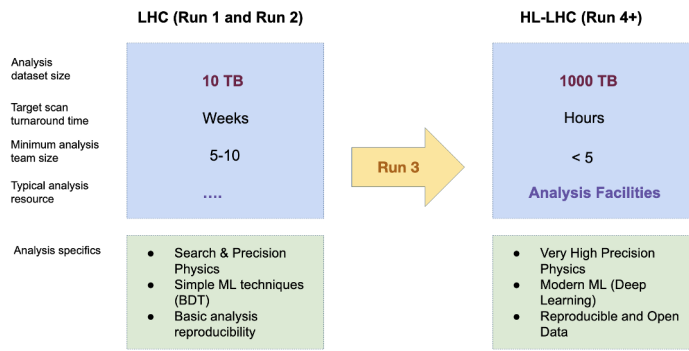 LHC (Run 1 and Run 2)
HL-LHC (Run 4+)
Analysis
dataset size
10 TB
1000 TB
Target scan
turnaround time
Weeks
Hours
Minimum analysis
team size
5-10
< 5
Run 3
Typical analysis
resource
....
Analysis Facilities
Analysis specifics
● Search & Precision
Physics
● Simple ML techniques
(BDT)
● Basic analysis
reproducibility
● Very High Precision
Physics
● Modern ML (Deep
Learning)
● Reproducible and Open
Data